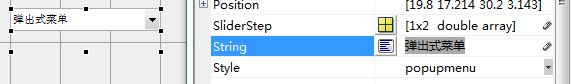 弹出式菜单
Position [19.8 17.214 30.2 3.143]
SliderStep [1x2 double array]
String 弹出式菜单
Style popupmenu